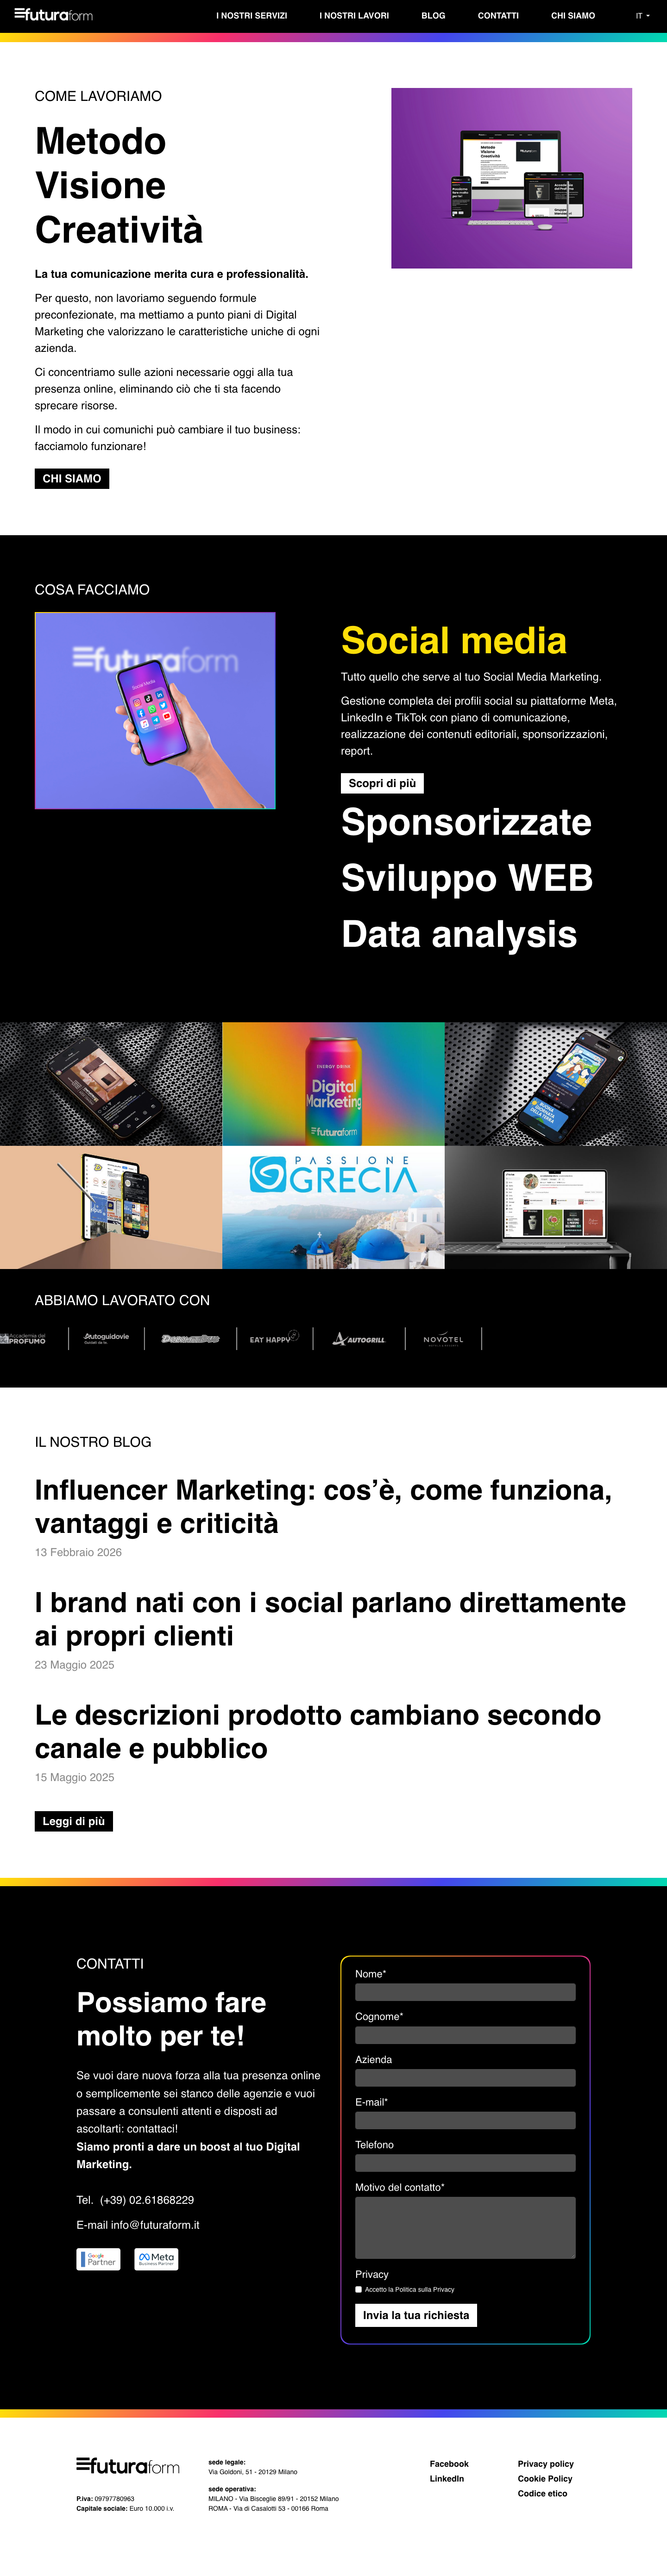 futuraform
I NOSTRI SERVIZI
I NOSTRI LAVORI
BLOG
CONTATTI
CHI SIAMO
IT
COME LAVORIAMO
Metodo
Visione
Creatività
La tua comunicazione merita cura e professionalità.
Per questo, non lavoriamo seguendo formule
preconfezionate, ma mettiamo a punto piani di Digital
Marketing che valorizzano le caratteristiche uniche di ogni
azienda.
Ci concentriamo sulle azioni necessarie oggi alla tua
presenza online, eliminando ciò che ti sta facendo
sprecare risorse.
Il modo in cui comunichi può cambiare il tuo business:
facciamolo funzionare!
CHI SIAMO
Metodo
Visione
Creatività
COSA FACCIAMO
futuraform
Social Media
Social media
Tutto quello che serve al tuo Social Media Marketing.
Gestione completa dei profili social su piattaforme Meta,
LinkedIn e TikTok con piano di comunicazione,
realizzazione dei contenuti editoriali, sponsorizzazioni,
report.
Scopri di più
Sponsorizzate
Sviluppo WEB
Data analysis
ENERGY DRINK
Digital
Marketing
futuraform
PASSIONE
GRECIA
ABBIAMO LAVORATO CON
Accademia del
PROFUMO
Autoguidovie
EAT HAPPY
AUTOGRILL
NOVOTEL
IL NOSTRO BLOG
Influencer Marketing: cos’è, come funziona,
vantaggi e criticità
13 Febbraio 2026
I brand nati con i social parlano direttamente
ai propri clienti
23 Maggio 2025
Le descrizioni prodotto cambiano secondo
canale e pubblico
15 Maggio 2025
Leggi di più
CONTATTI
Possiamo fare
molto per te!
Se vuoi dare nuova forza alla tua presenza online
o semplicemente sei stanco delle agenzie e vuoi
passare a consulenti attenti e disposti ad
ascoltarti: contattaci!
Siamo pronti a dare un boost al tuo Digital
Marketing.
Tel. (+39) 02.61868229
E-mail info@futuraform.it
Google
Partner
Meta
Business Partner
Nome*
Cognome*
Azienda
E-mail*
Telefono
Motivo del contatto*
Privacy
Accetto la Politica sulla Privacy
Invia la tua richiesta
futuraform
P.iva: 09797780963
Capitale sociale: Euro 10.000 i.v.
sede legale:
Via Goldoni, 51 - 20129 Milano
sede operativa:
MILANO - Via Bisceglie 89/91 - 20152 Milano
ROMA - Via di Casalotti 53 - 00166 Roma
Facebook
LinkedIn
Privacy policy
Cookie Policy
Codice etico